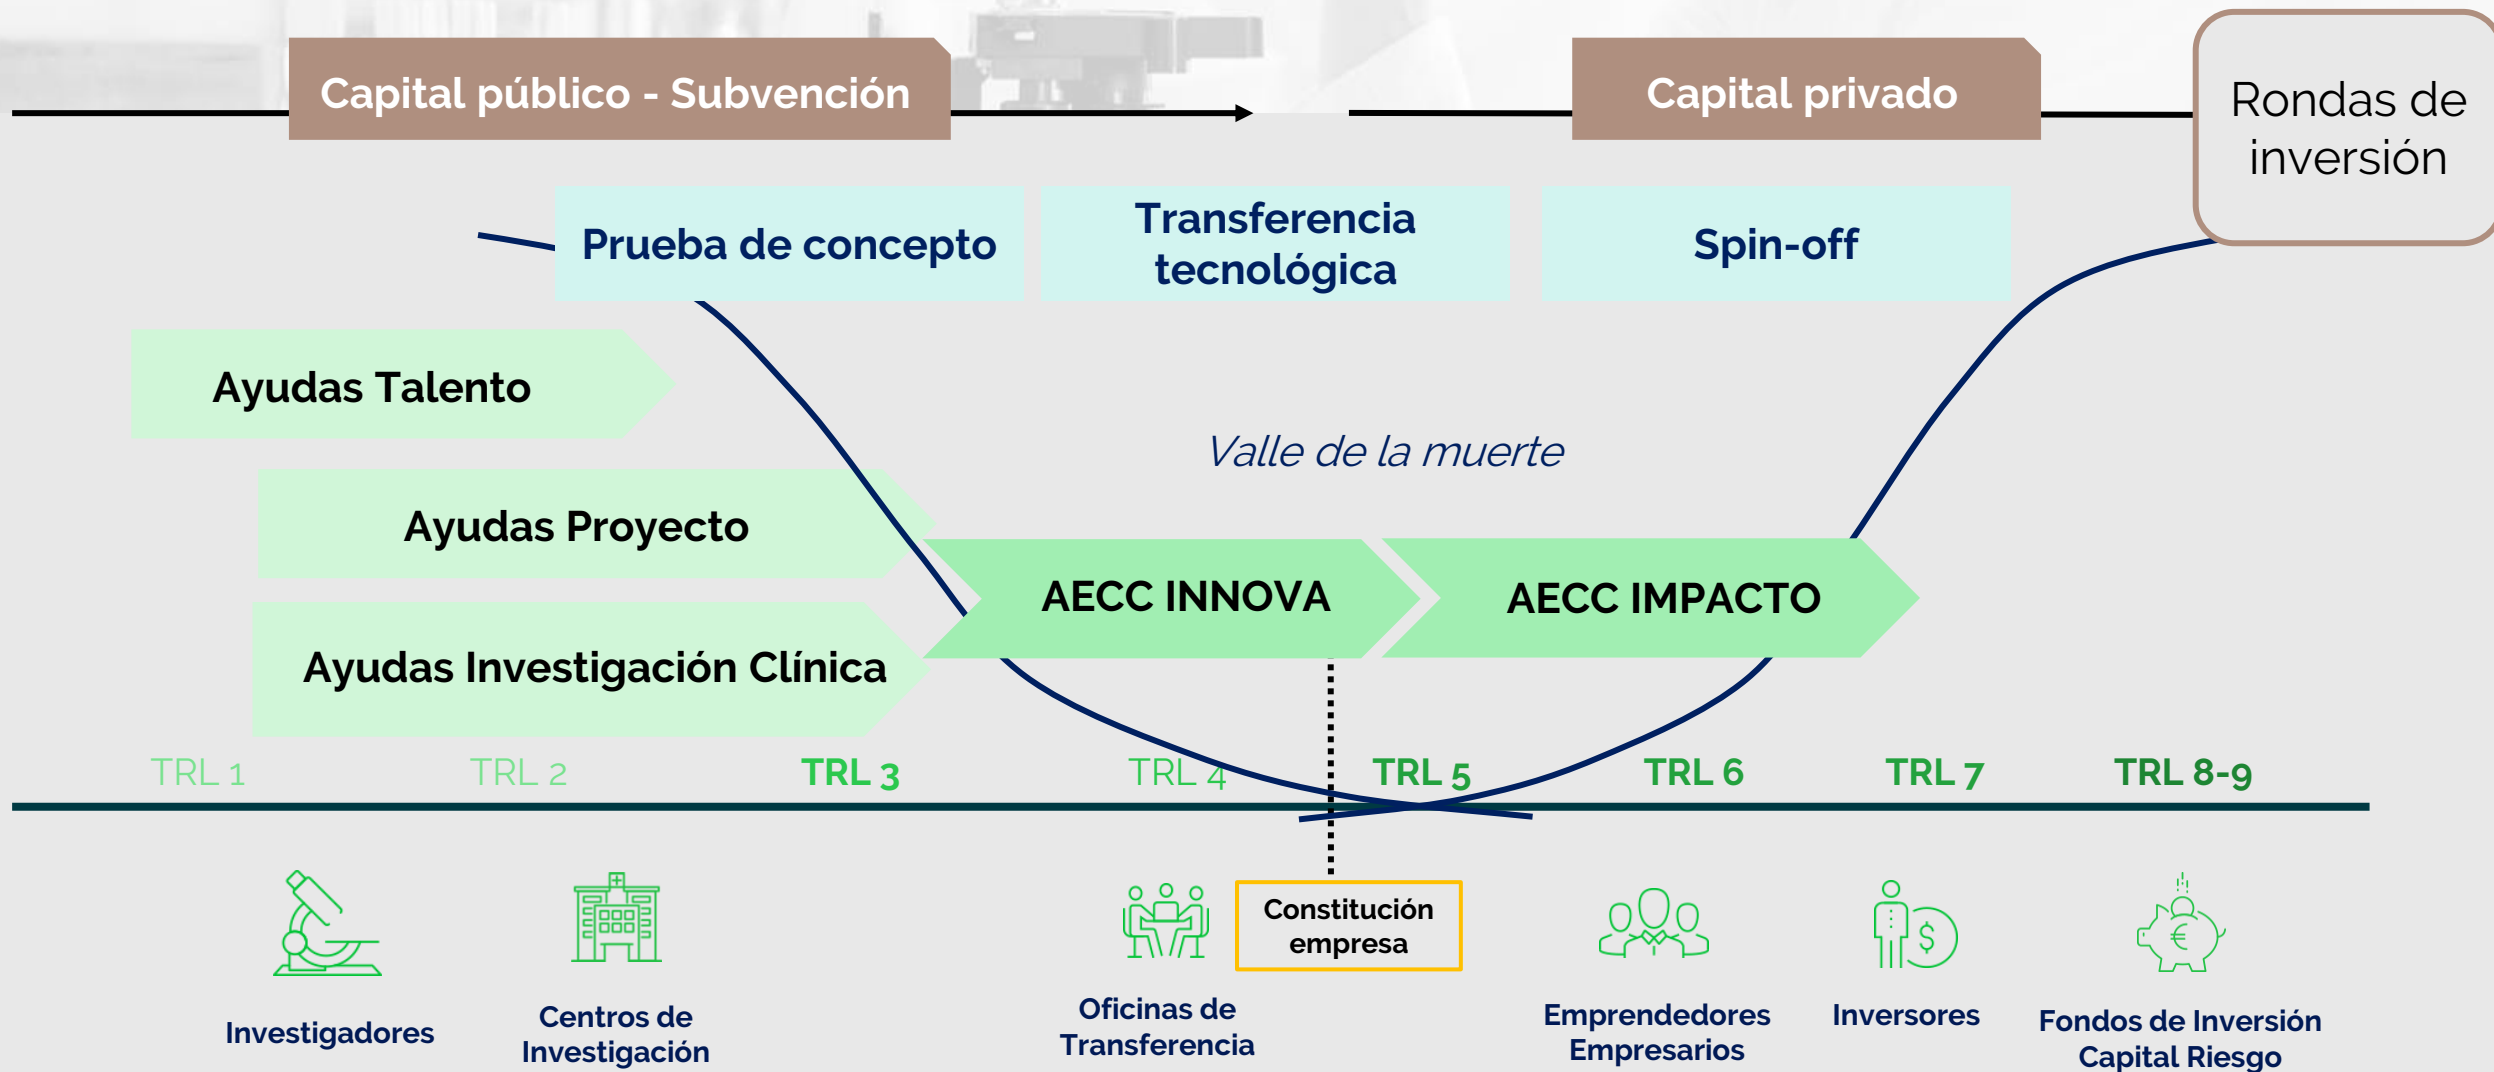 Capital público - Subvención
Capital privado
Rondas de
inversión
Prueba de concepto
Transferencia
tecnológica
Spin-off
Ayudas Talento
Valle de la muerte
Ayudas Proyecto
AECC INNOVA
AECC IMPACTO
Ayudas Investigación Clínica
TRL 1
TRL 2
TRL 3
TRL 4
TRL 5
TRL 6
TRL 7
TRL 8-9
Constitución
empresa
Investigadores
Centros de
Investigación
Oficinas de
Transferencia
Emprendedores
Empresarios
Inversores
Fondos de Inversión
Capital Riesgo